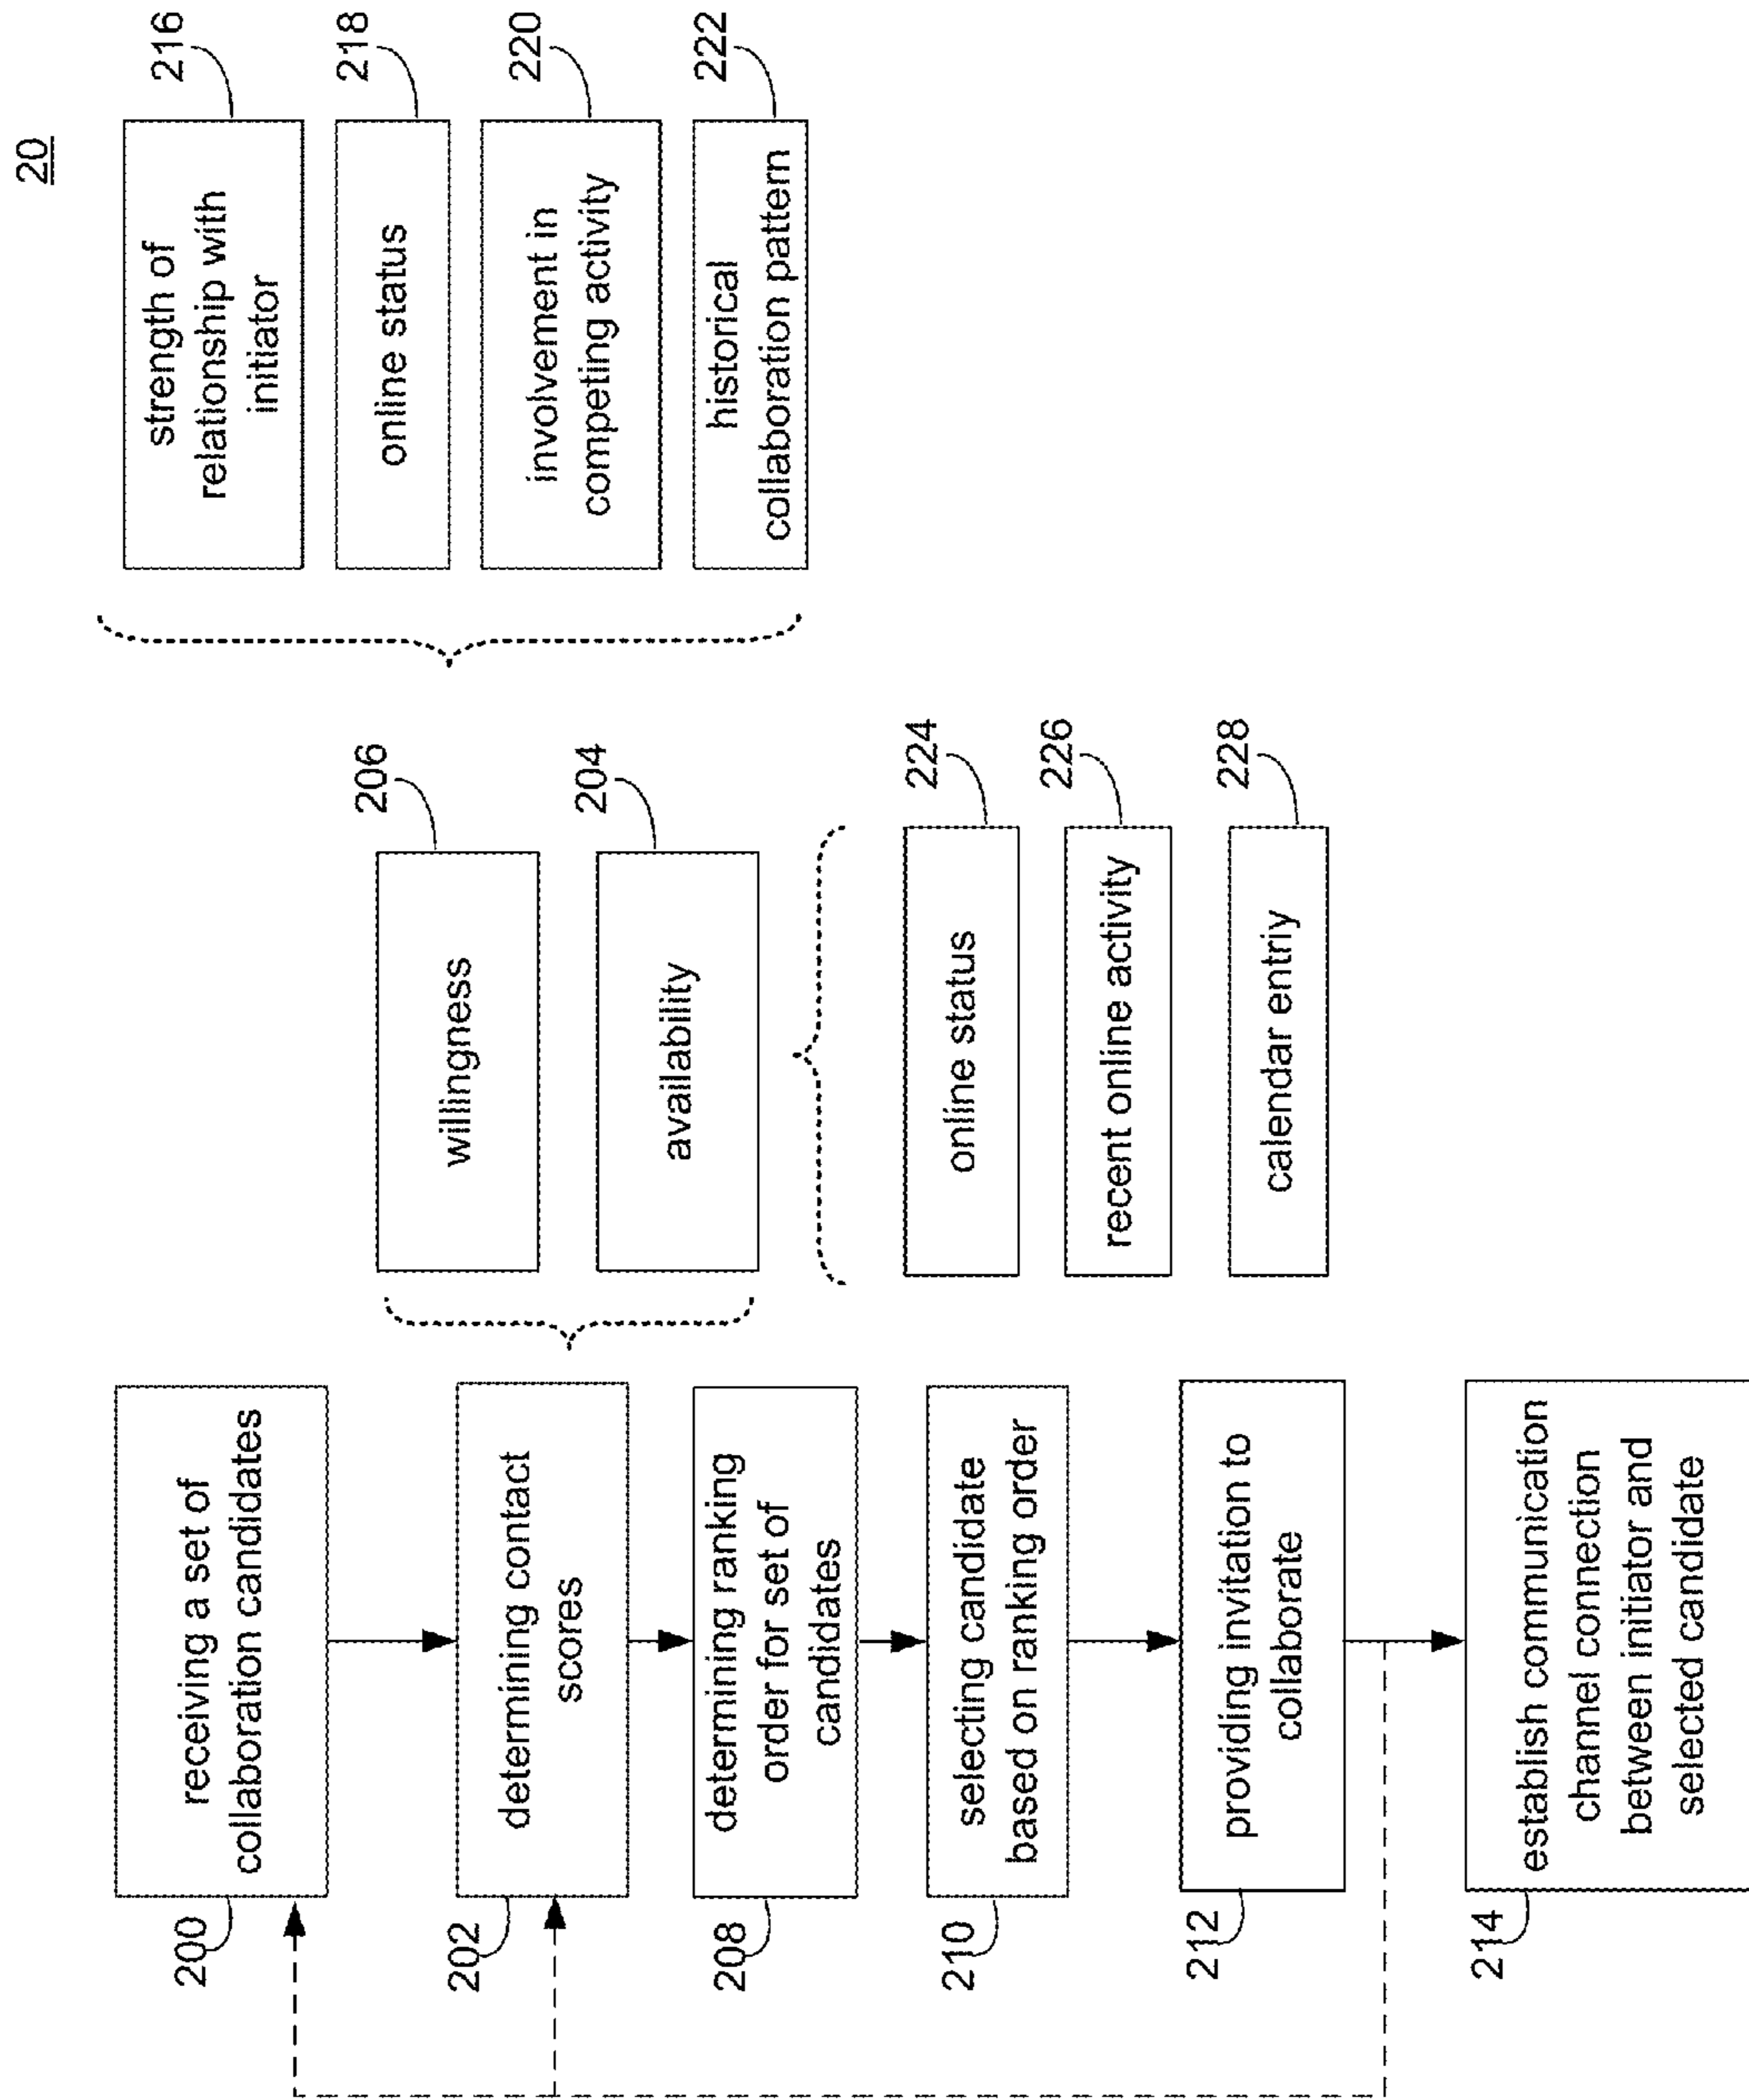 20
receiving a set of
collaboration candidates
200
determining contact
scores
202
determining ranking
order for set of
candidates
208
selecting candidate
based on ranking order
210
providing invitation to
collaborate
212
establish communication
channel connection
between initiator and
selected candidate
214
willingness
206
availability
204
online status
224
recent online activity
226
calendar entriy
228
strength of
relationship with
initiator
216
online status
218
involvement in
competing activity
220
historical
collaboration pattern
222